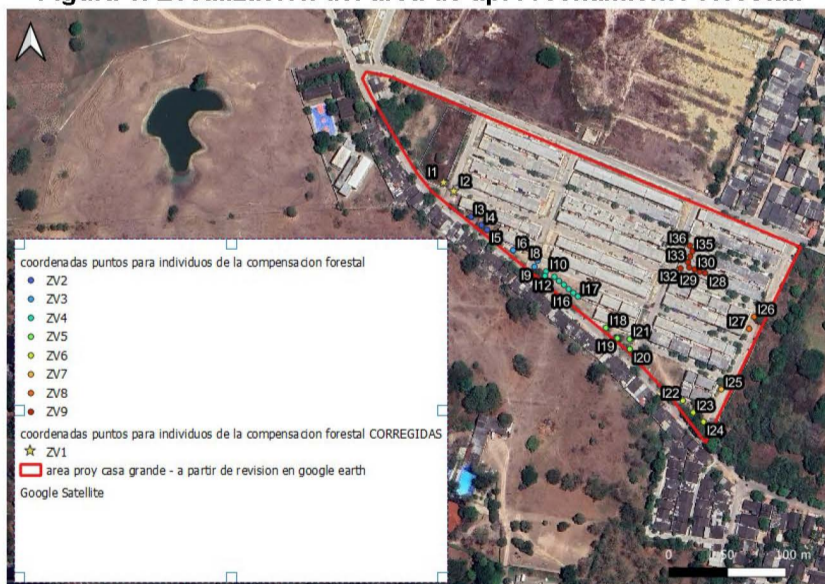 I1
I2
I3
I4
I5
I6
I8
I9
I10
I12
I16
I17
I18
I19
I21
I20
I22
I23
I24
I25
I26
I27
I36
I35
I33
I30
I32
I29
I28
coordenadas puntos para individuos de la compensacion forestal
ZV2
ZV3
ZV4
ZV5
ZV6
ZV7
ZV8
ZV9
coordenadas puntos para individuos de la compensacion forestal CORREGIDAS
ZV1
area proy casa grande - a partir de revision en google earth
Google Satellite
0 50 100 m